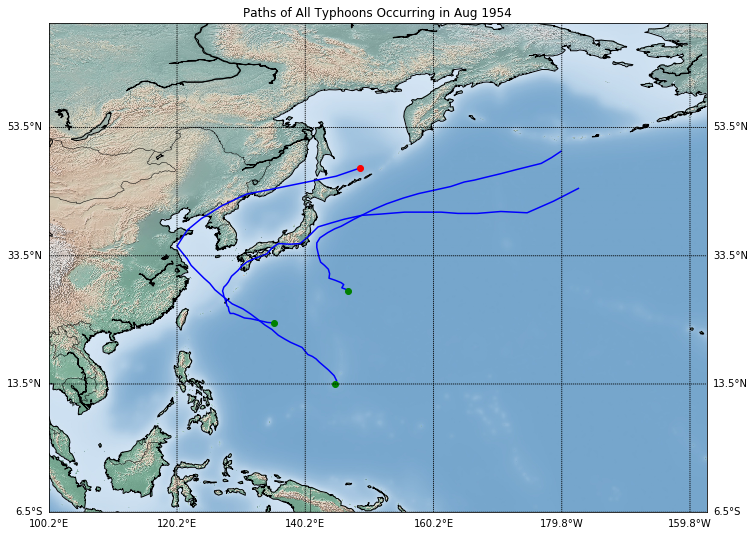 Paths of All Typhoons Occurring in Aug 1954
53.5°N 53.5°N
33.5°N 33.5°N
13.5°N 13.5°N
6.5°S 6.5°S
100.2°E 120.2°E 140.2°E 160.2°E 179.8°W 159.8°W